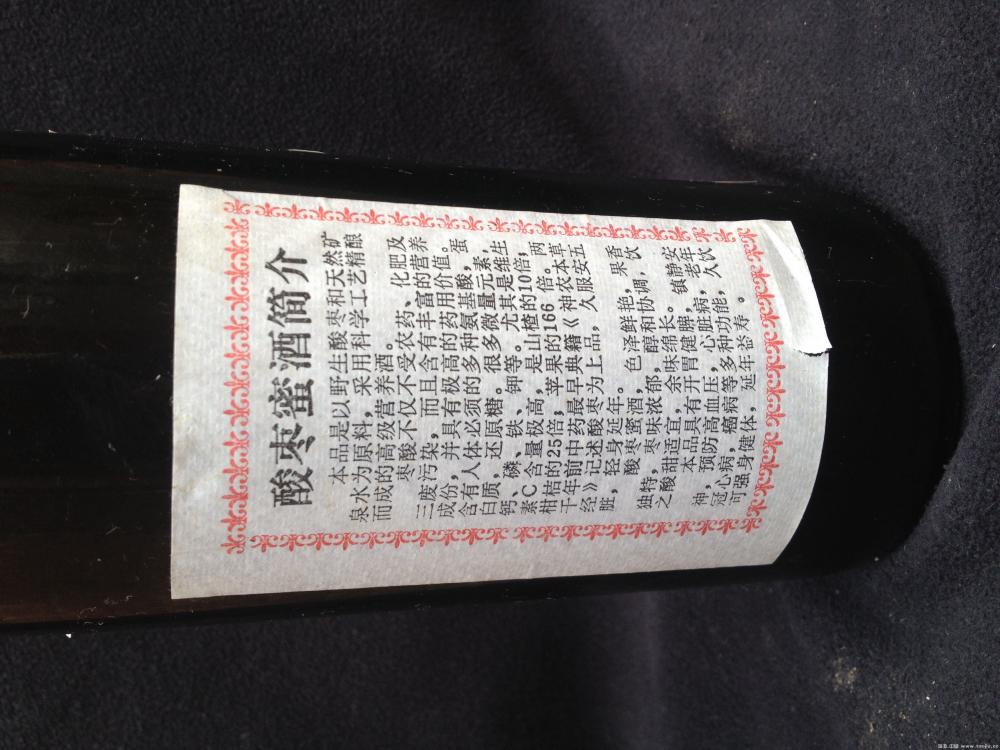 酸枣蜜酒简介
本品是以野生酸枣和天然矿
泉水为原料，采用科学工艺精酿
而成的高级营养酒。
枣酸不仅不受农药、化肥及
三废污染，而且含有丰富的营养
成份，并具有极高的药用价值。
含有人体必须的多种氨基酸，蛋
白质，还原糖。很多微量元素，
钙、磷、铁、钾等。尤其是维生
素C含量极高，是山楂的10倍；
柑桔的25倍；苹果的166倍。两
千年前中药最早典籍《神农本草
经》记述酸枣为上品，久服安五
脏，轻身延年。
酸枣蜜酒，色泽鲜艳，果香
独特，枣味浓郁，醇和协调，饮
之酸甜适宜，余味绵长。
本品具有开胃健脾，镇静安
神，预防高血压，心脏病，老年
冠心病，癌病等多种功能，久饮
可强身健体，延年益寿。